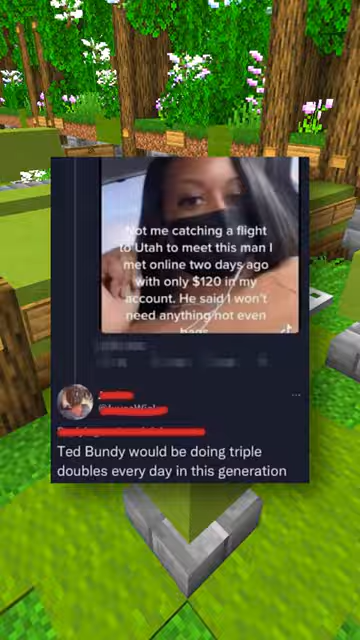 Not me catching a flight
to Utah to meet this man I
met online two days ago
with only $120 in my
account. He said I won't
need anything not even
bags
Ted Bundy would be doing triple
doubles every day in this generation